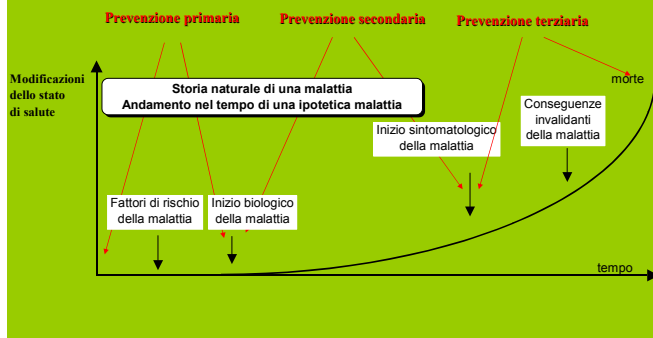 Prevenzione primaria
Prevenzione secondaria
Prevenzione terziaria
Modificazioni
dello stato
di salute
Storia naturale di una malattia
Andamento nel tempo di una ipotetica malattia
morte
Conseguenze
invalidanti
della malattia
Inizio sintomatologico
della malattia
Fattori di rischio
della malattia
Inizio biologico
della malattia
tempo